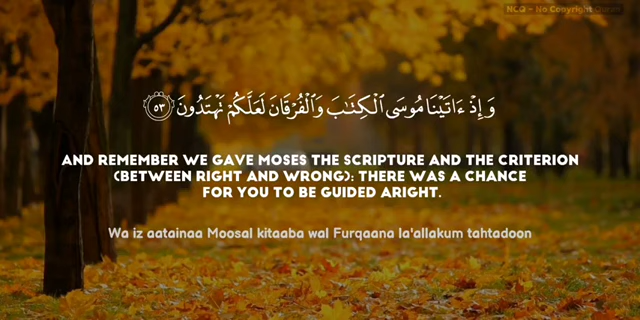 NCQ - No Copyright Quran
وَإِذْ ءَاتَيْنَا مُوسَى ٱلْكِتَٰبَ وَٱلْفُرْقَانَ لَعَلَّكُمْ تَهْتَدُونَ ٥٣
AND REMEMBER WE GAVE MOSES THE SCRIPTURE AND THE CRITERION
(BETWEEN RIGHT AND WRONG): THERE WAS A CHANCE
FOR YOU TO BE GUIDED ARIGHT.
Wa iz aatainaa Moosal kitaaba wal Furqaana la'allakum tahtadoon